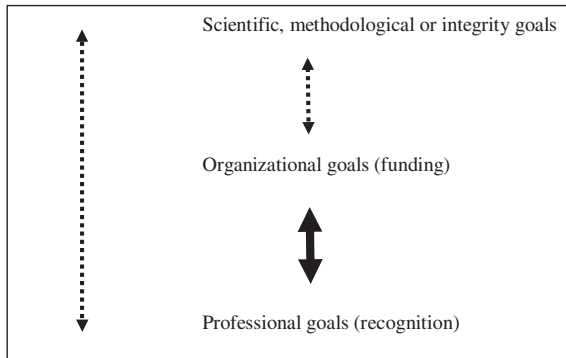 Scientific, methodological or integrity goals
Organizational goals (funding)
Professional goals (recognition)